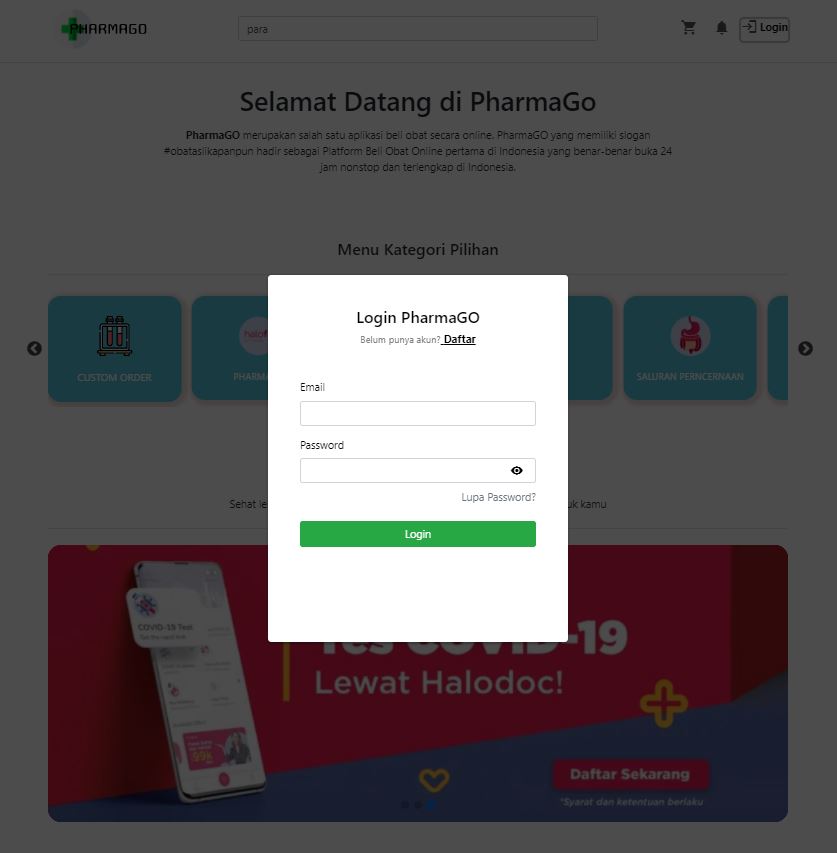 PHARMAGO
para
Login
Selamat Datang di PharmaGo
PharmaGO merupakan salah satu aplikasi beli obat secara online. PharmaGO yang memiliki slogan
#obatasiikapanpun hadir sebagai Platform Beli Obat Online pertama di Indonesia yang benar-benar buka 24
jam nonstop dan terlengkap di Indonesia.
Menu Kategori Pilihan
CUSTOM ORDER
halo
PHARMA
SALURAN PERNCERNAAN
Login PharmaGO
Belum punya akun? Daftar
Email
Password
Lupa Password?
Login
Sehat le
uk kamu
COVID-19 Test
99K
Tes COVID-19
Lewat Halodoc!
Daftar Sekarang
*Syarat dan ketentuan berlaku